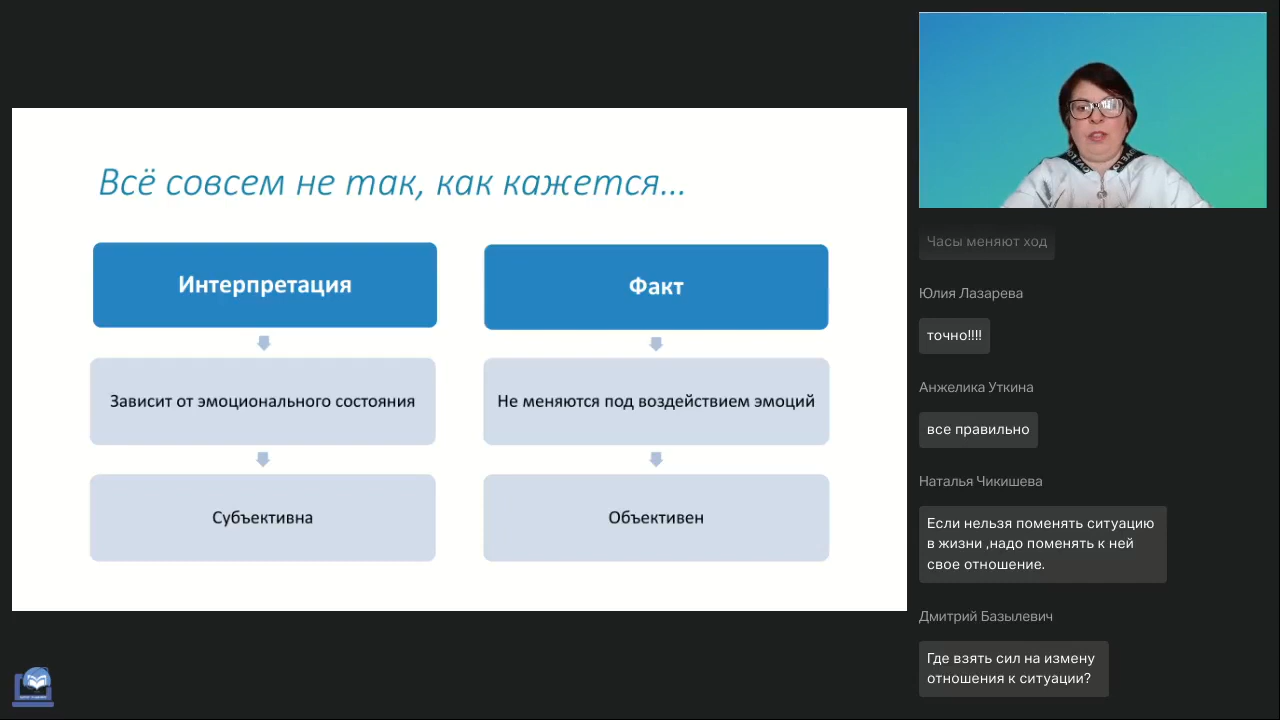 Всё совсем не так, как кажется...
Интерпретация
Факт
Зависит от эмоционального состояния
Не меняются под воздействием эмоций
Субъективна
Объективен
Часы меняют ход
Юлия Лазарева
точно!!!!
Анжелика Уткина
все правильно
Наталья Чикишева
Если нельзя поменять ситуацию
в жизни ,надо поменять к ней
свое отношение.
Дмитрий Базылевич
Где взять сил на измену
отношения к ситуации?